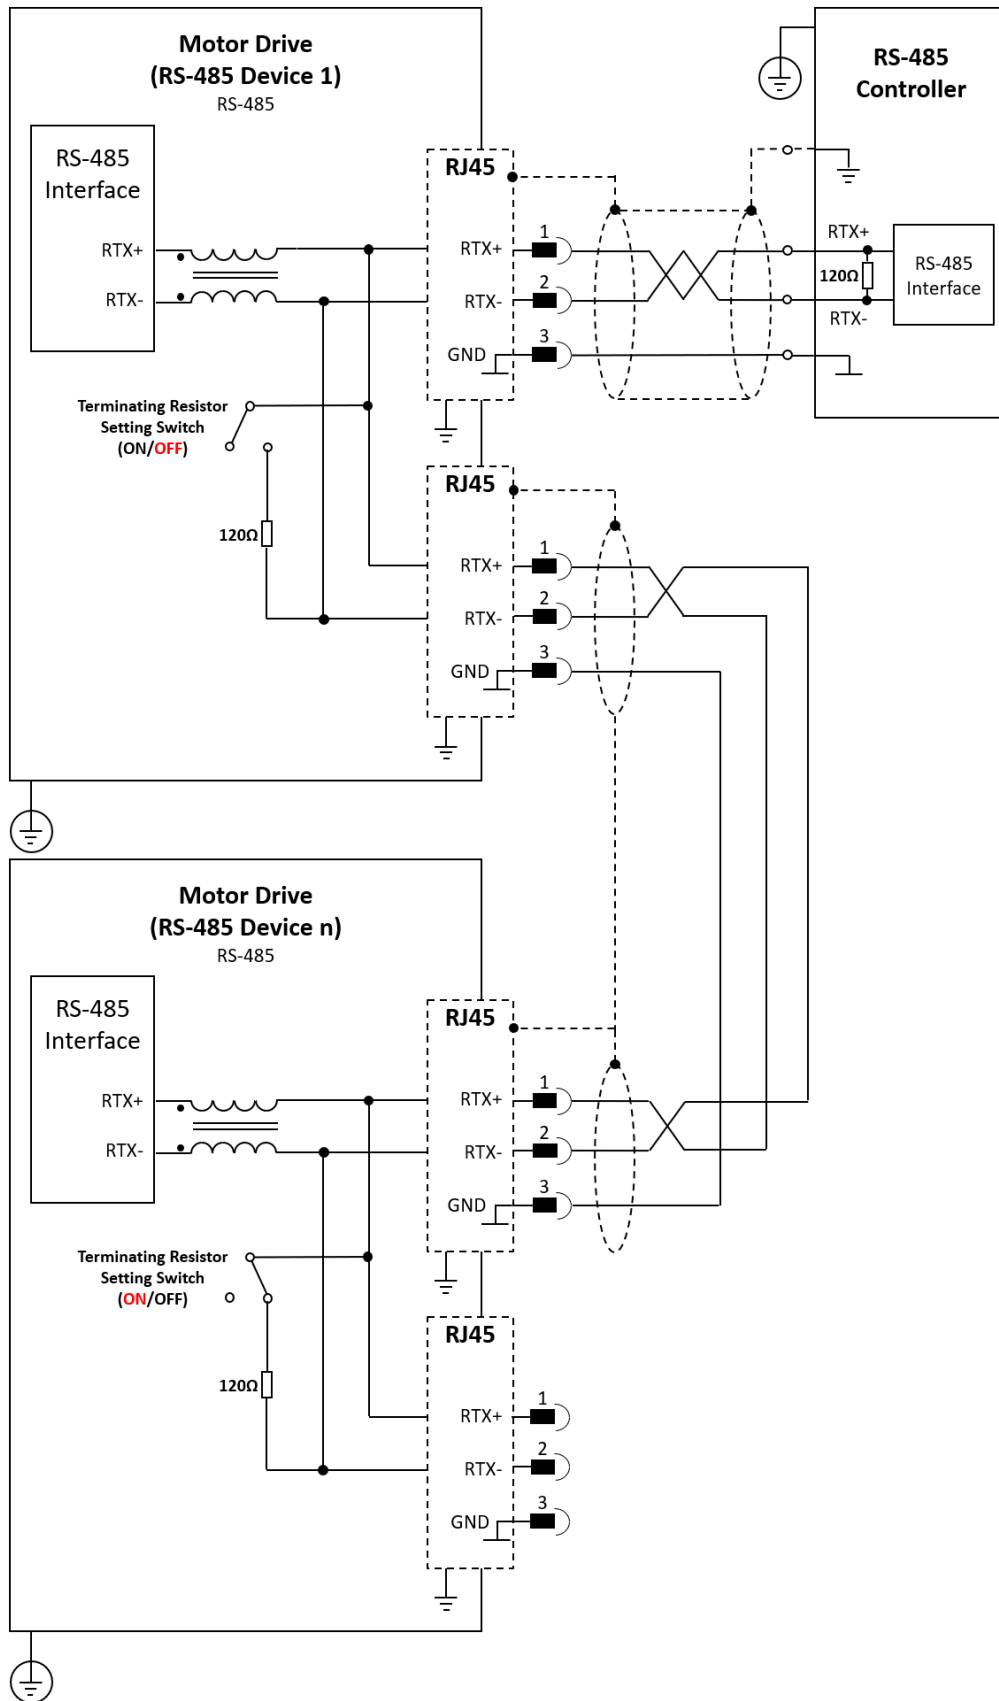 Motor Drive
(RS-485 Device 1)
RS-485
RS-485
Interface
RTX+
RTX-
Terminating Resistor
Setting Switch
(ON/OFF)
120Ω
RJ45
RTX+
1
RTX-
2
GND
3
RJ45
RTX+
1
RTX-
2
GND
3
RS-485
Controller
RTX+
120Ω
RTX-
RS-485
Interface
Motor Drive
(RS-485 Device n)
RS-485
RS-485
Interface
RTX+
RTX-
Terminating Resistor
Setting Switch
(ON/OFF)
120Ω
RJ45
RTX+
1
RTX-
2
GND
3
RJ45
RTX+
1
RTX-
2
GND
3